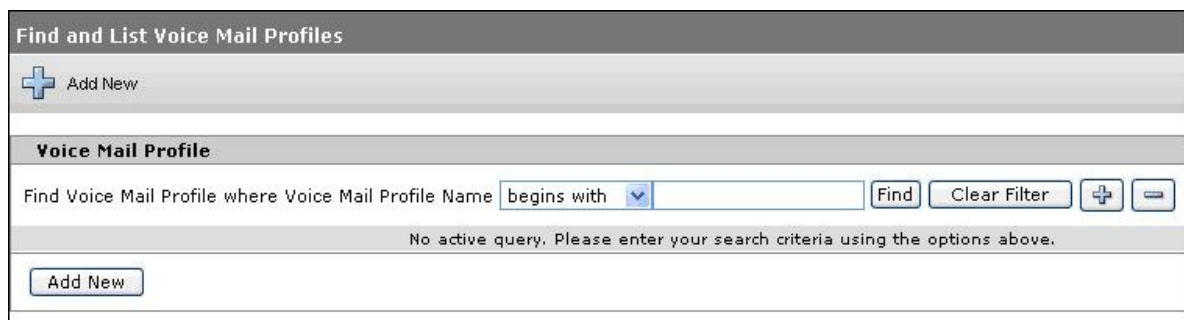 Find and List Voice Mail Profiles
Add New
Voice Mail Profile
Find Voice Mail Profile where Voice Mail Profile Name begins with Find Clear Filter
No active query. Please enter your search criteria using the options above.
Add New